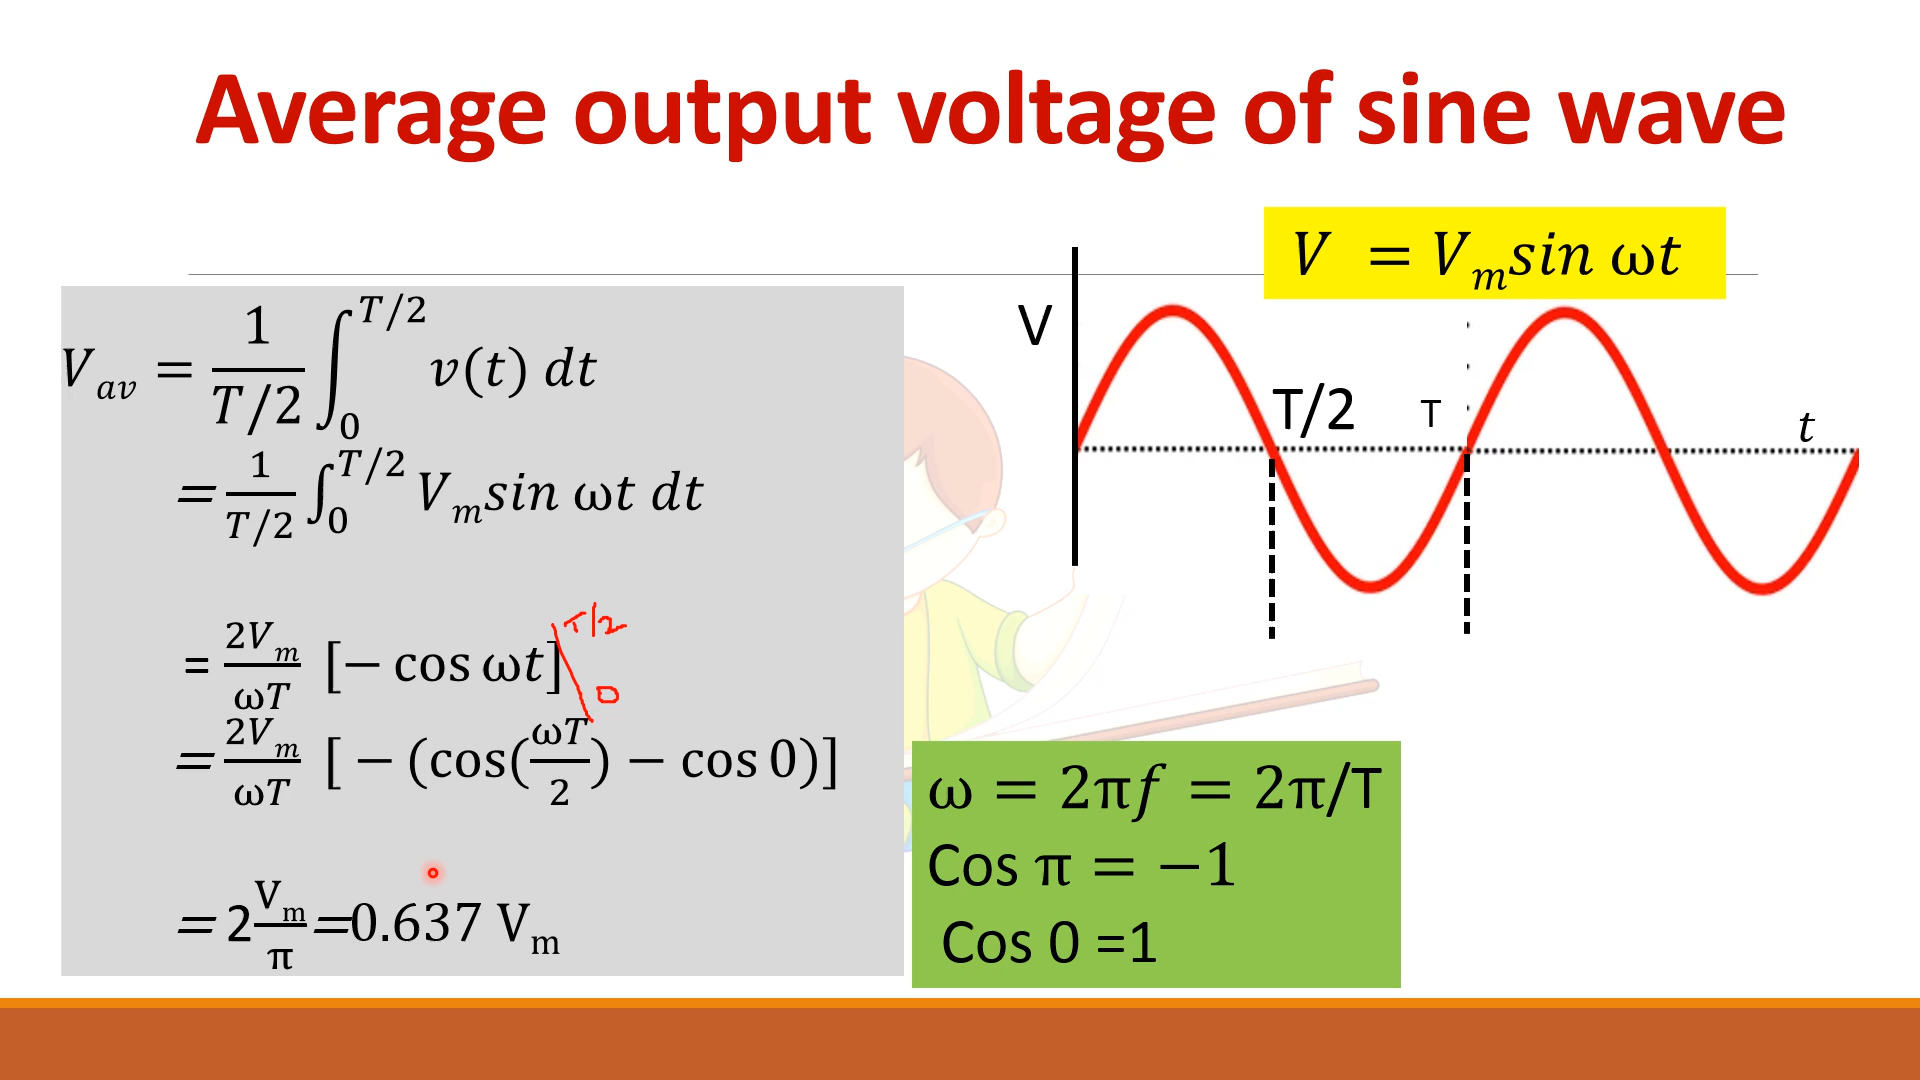 Average output voltage of sine wave
V = Vₘsin ωt
Vₐᵥ = 1/(T/2) ∫₀^(T/2) v(t) dt
= 1/(T/2) ∫₀^(T/2) Vₘsin ωt dt
= 2Vₘ/ωT [− cos ωt] T/2 0
= 2Vₘ/ωT [ − (cos(ωT/2) − cos 0)]
= 2 Vₘ/π =0.637 Vₘ
V
T/2
T
t
ω = 2πf = 2π/T
Cos π = −1
Cos 0 =1